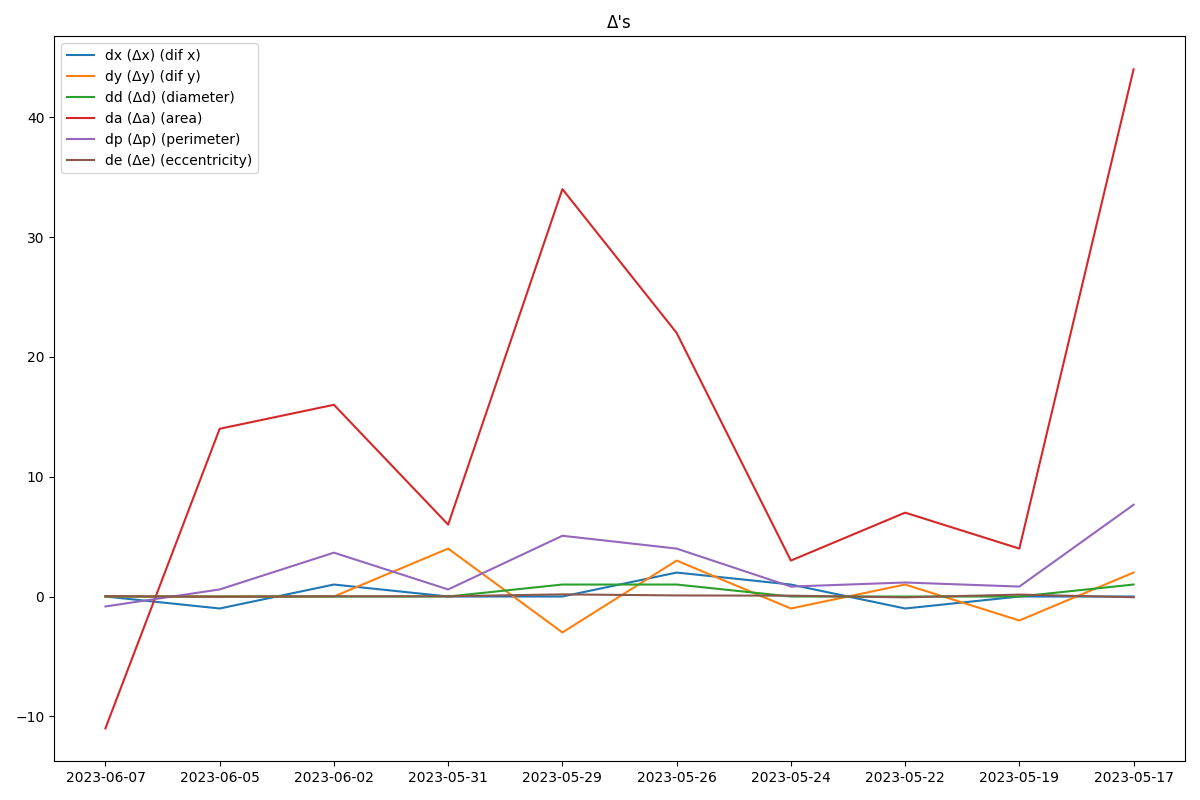 Δ's
dx (Δx) (dif x)
dy (Δy) (dif y)
dd (Δd) (diameter)
da (Δa) (area)
dp (Δp) (perimeter)
de (Δe) (eccentricity)
40
30
20
10
0
−10
2023-06-07 2023-06-05 2023-06-02 2023-05-31 2023-05-29 2023-05-26 2023-05-24 2023-05-22 2023-05-19 2023-05-17